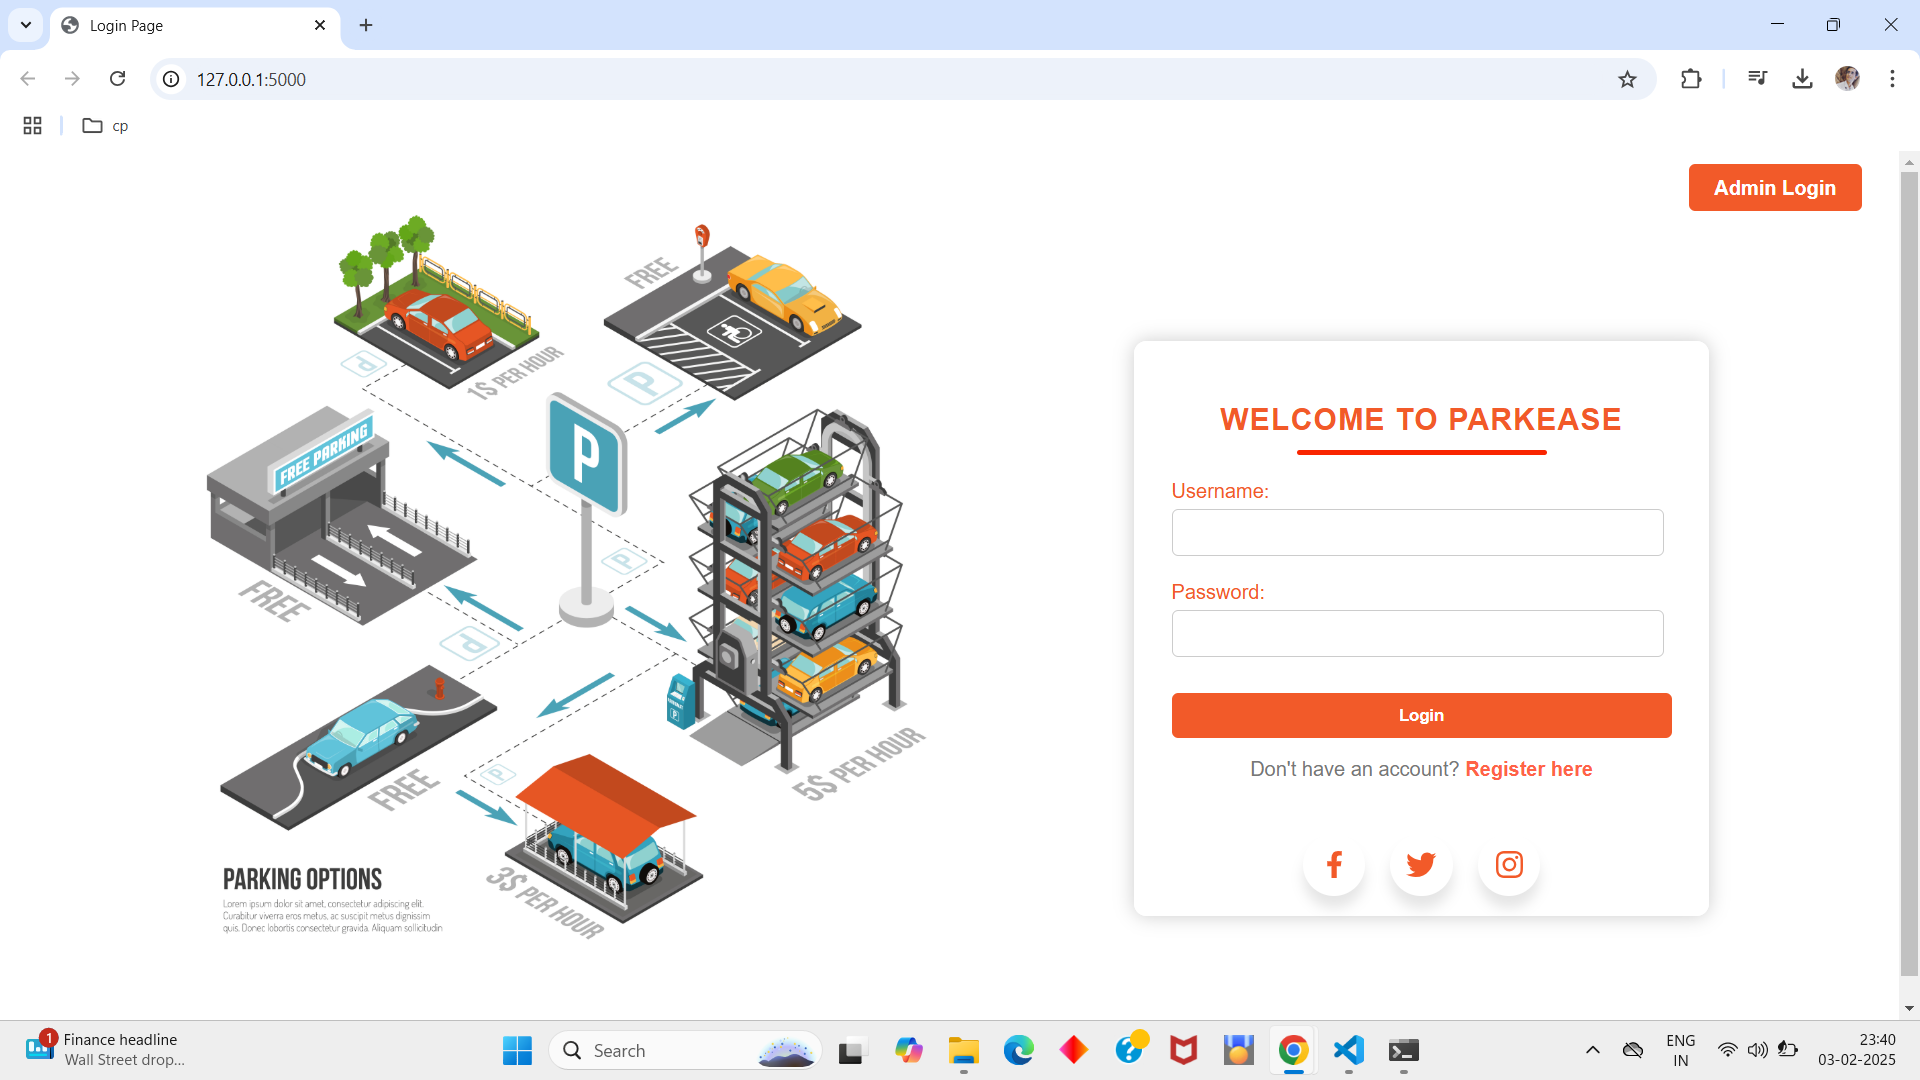 Login Page
127.0.0.1:5000
cp
Admin Login
FREE
P
1$ PER HOUR
P
P
FREE PARKING
P
FREE
P
P
P
FREE
5$ PER HOUR
3$ PER HOUR
PARKING OPTIONS
Lorem ipsum dolor sit amet, consectetur adipiscing elit.
Curabitur viverra eros metus, ac suscipit metus dignissim
quis. Donec lobortis consectetur gravida. Aliquam sollicitudin
WELCOME TO PARKEASE
Username:
Password:
Login
Don't have an account? Register here
1
Finance headline
Wall Street drop...
Search
ENG
IN
23:40
03-02-2025